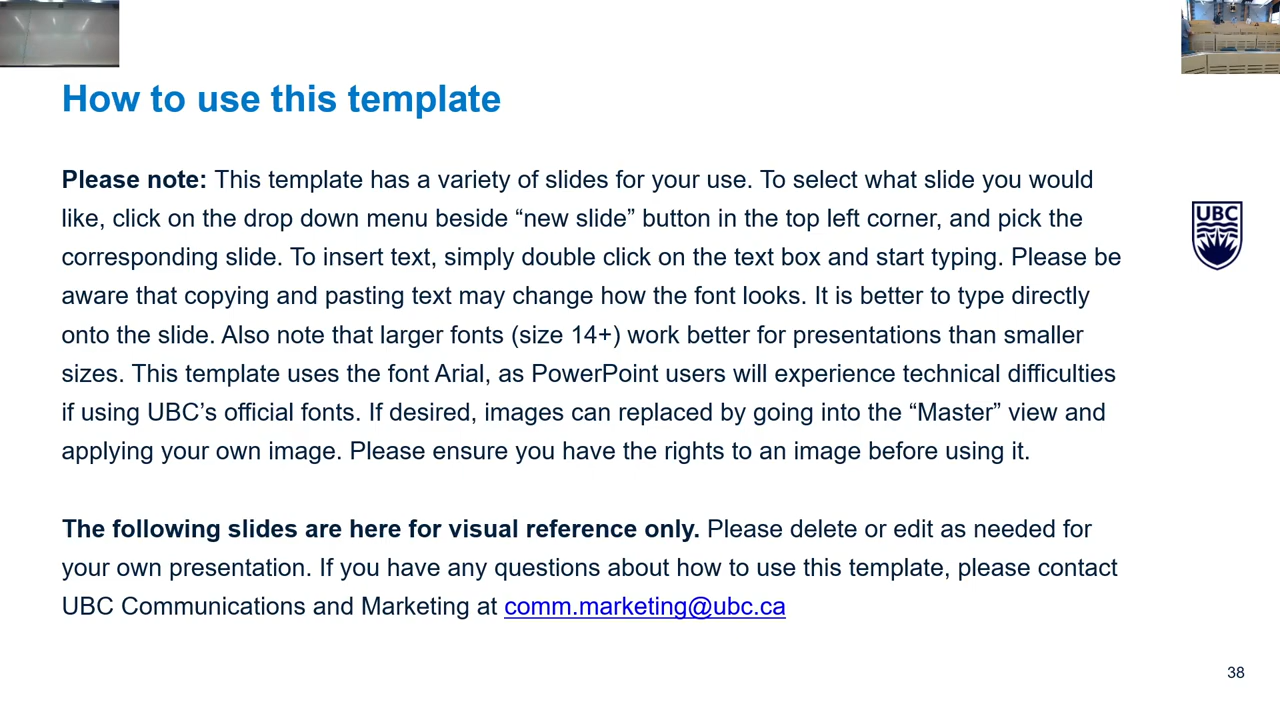 How to use this template
Please note: This template has a variety of slides for your use. To select what slide you would
like, click on the drop down menu beside “new slide” button in the top left corner, and pick the
corresponding slide. To insert text, simply double click on the text box and start typing. Please be
aware that copying and pasting text may change how the font looks. It is better to type directly
onto the slide. Also note that larger fonts (size 14+) work better for presentations than smaller
sizes. This template uses the font Arial, as PowerPoint users will experience technical difficulties
if using UBC’s official fonts. If desired, images can replaced by going into the “Master” view and
applying your own image. Please ensure you have the rights to an image before using it.
The following slides are here for visual reference only. Please delete or edit as needed for
your own presentation. If you have any questions about how to use this template, please contact
UBC Communications and Marketing at comm.marketing@ubc.ca
UBC
38